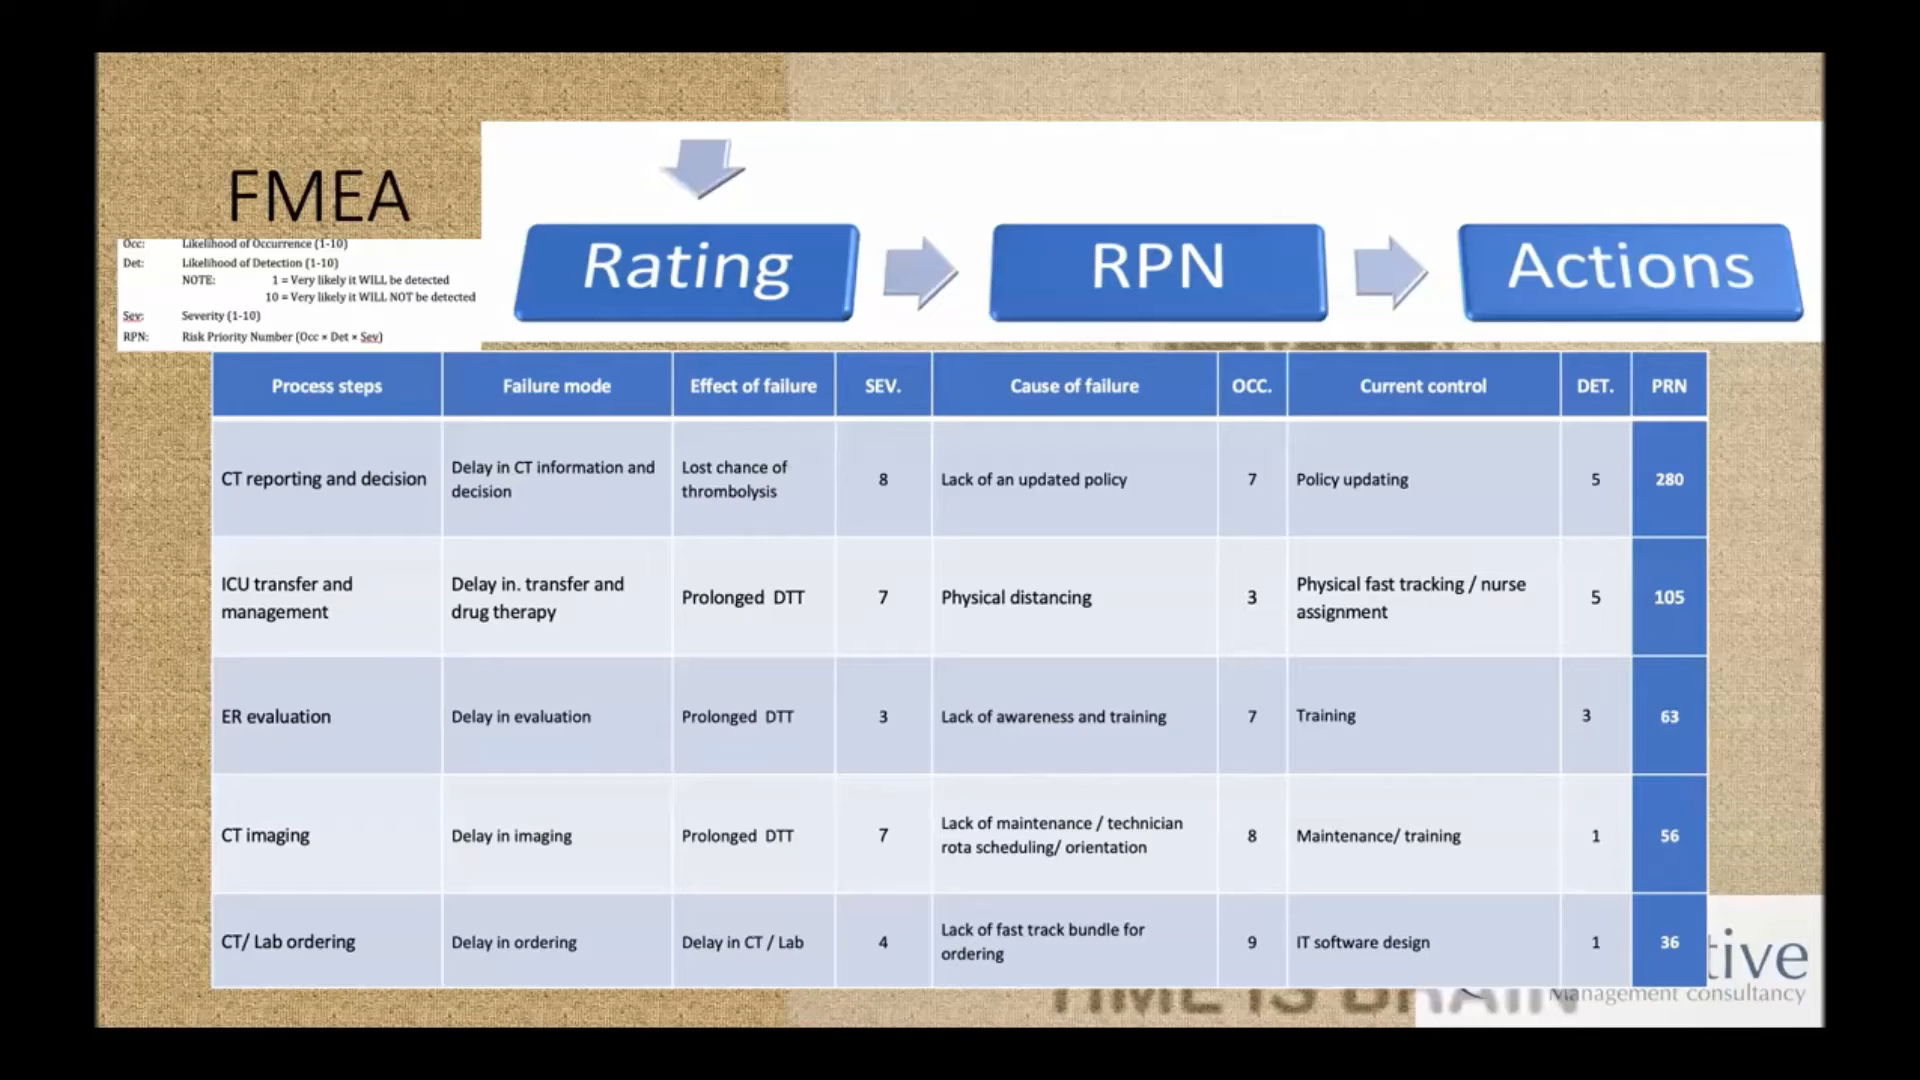 FMEA
Occ: Likelihood of Occurrence (1-10)
Det: Likelihood of Detection (1-10)
NOTE: 1 = Very likely it WILL be detected
10 = Very likely it WILL NOT be detected
Sev: Severity (1-10)
RPN: Risk Priority Number (Occ × Det × Sev)
Rating RPN Actions
Process steps Failure mode Effect of failure SEV. Cause of failure OCC. Current control DET. PRN
CT reporting and decision
Delay in CT information and
decision
Lost chance of
thrombolysis
8
Lack of an updated policy
7
Policy updating
5
280
ICU transfer and
management
Delay in. transfer and
drug therapy
Prolonged DTT
7
Physical distancing
3
Physical fast tracking / nurse
assignment
5
105
ER evaluation
Delay in evaluation
Prolonged DTT
3
Lack of awareness and training
7
Training
3
63
CT imaging
Delay in imaging
Prolonged DTT
7
Lack of maintenance / technician
rota scheduling/ orientation
8
Maintenance/ training
1
56
CT/ Lab ordering
Delay in ordering
Delay in CT / Lab
4
Lack of fast track bundle for
ordering
9
IT software design
1
36
tive
Management consultancy
TIME IS BRAIN